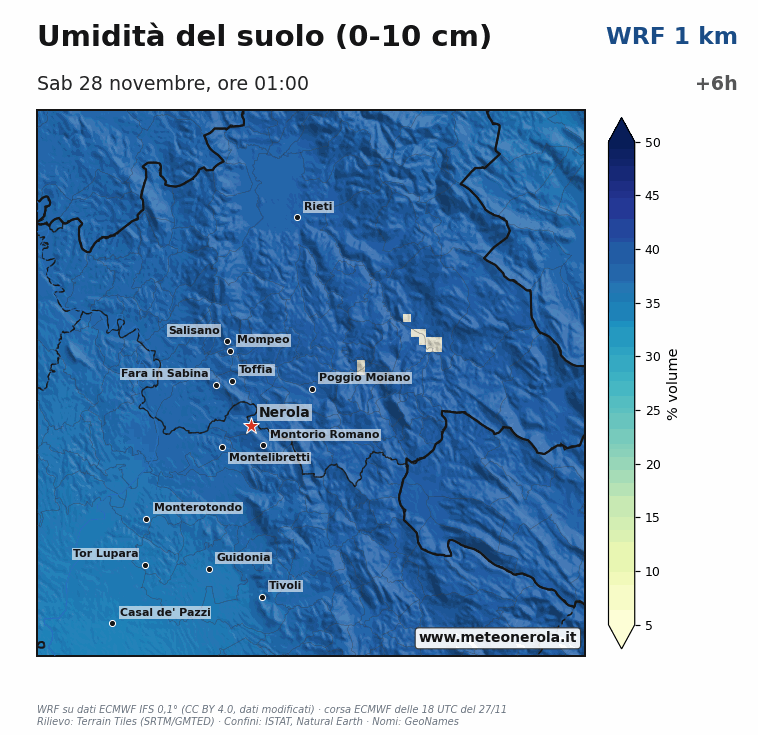 Umidità del suolo (0-10 cm)
WRF 1 km
Sab 28 novembre, ore 01:00
+6h
Rieti
Salisano
Mompeo
Fara in Sabina
Toffia
Poggio Moiano
Nerola
Montorio Romano
Montelibretti
Monterotondo
Tor Lupara
Guidonia
Tivoli
Casal de' Pazzi
www.meteonerola.it
50
45
40
35
30
25
20
15
10
5
% volume
WRF su dati ECMWF IFS 0,1° (CC BY 4.0, dati modificati) · corsa ECMWF delle 18 UTC del 27/11
Rilievo: Terrain Tiles (SRTM/GMTED) · Confini: ISTAT, Natural Earth · Nomi: GeoNames